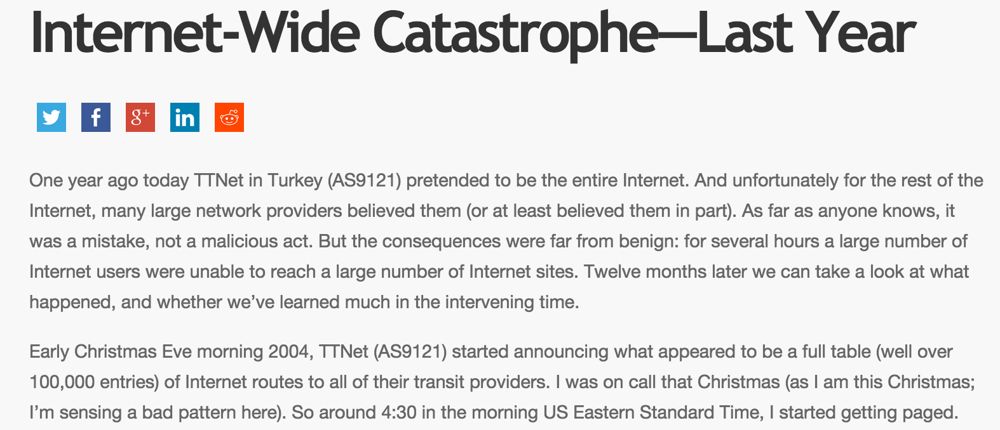 Internet-Wide Catastrophe—Last Year
f g+ in
One year ago today TTNet in Turkey (AS9121) pretended to be the entire Internet. And unfortunately for the rest of the
Internet, many large network providers believed them (or at least believed them in part). As far as anyone knows, it
was a mistake, not a malicious act. But the consequences were far from benign: for several hours a large number of
Internet users were unable to reach a large number of Internet sites. Twelve months later we can take a look at what
happened, and whether we’ve learned much in the intervening time.
Early Christmas Eve morning 2004, TTNet (AS9121) started announcing what appeared to be a full table (well over
100,000 entries) of Internet routes to all of their transit providers. I was on call that Christmas (as I am this Christmas;
I’m sensing a bad pattern here). So around 4:30 in the morning US Eastern Standard Time, I started getting paged.